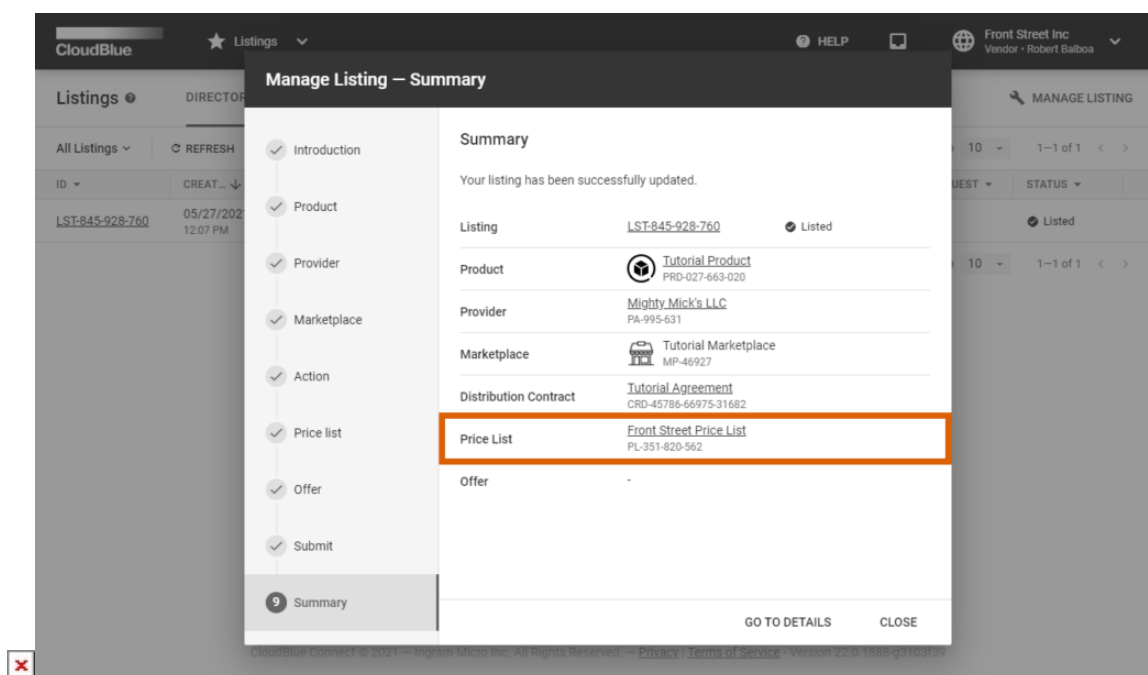 CloudBlue
Listings
HELP
Front Street Inc
Vendor • Robert Balboa
Listings
DIRECTOR
MANAGE LISTING
All Listings
REFRESH
10
1—1 of 1
ID
CREAT...
UEST
STATUS
LST-845-928-760
05/27/202
12:07 PM
Listed
10
1—1 of 1
Manage Listing — Summary
Introduction
Product
Provider
Marketplace
Action
Price list
Offer
Submit
9 Summary
Summary
Your listing has been successfully updated.
Listing LST-845-928-760 Listed
Product Tutorial Product
PRD-027-663-020
Provider Mighty Mick's LLC
PA-995-631
Marketplace Tutorial Marketplace
MP-46927
Distribution Contract Tutorial Agreement
CRD-45786-66975-31682
Price List Front Street Price List
PL-351-820-562
Offer -
GO TO DETAILS CLOSE
CloudBlue Connect © 2021 — Ingram Micro Inc. All Rights Reserved. — Privacy | Terms of Service - Version 22.0.1888-g3103f39